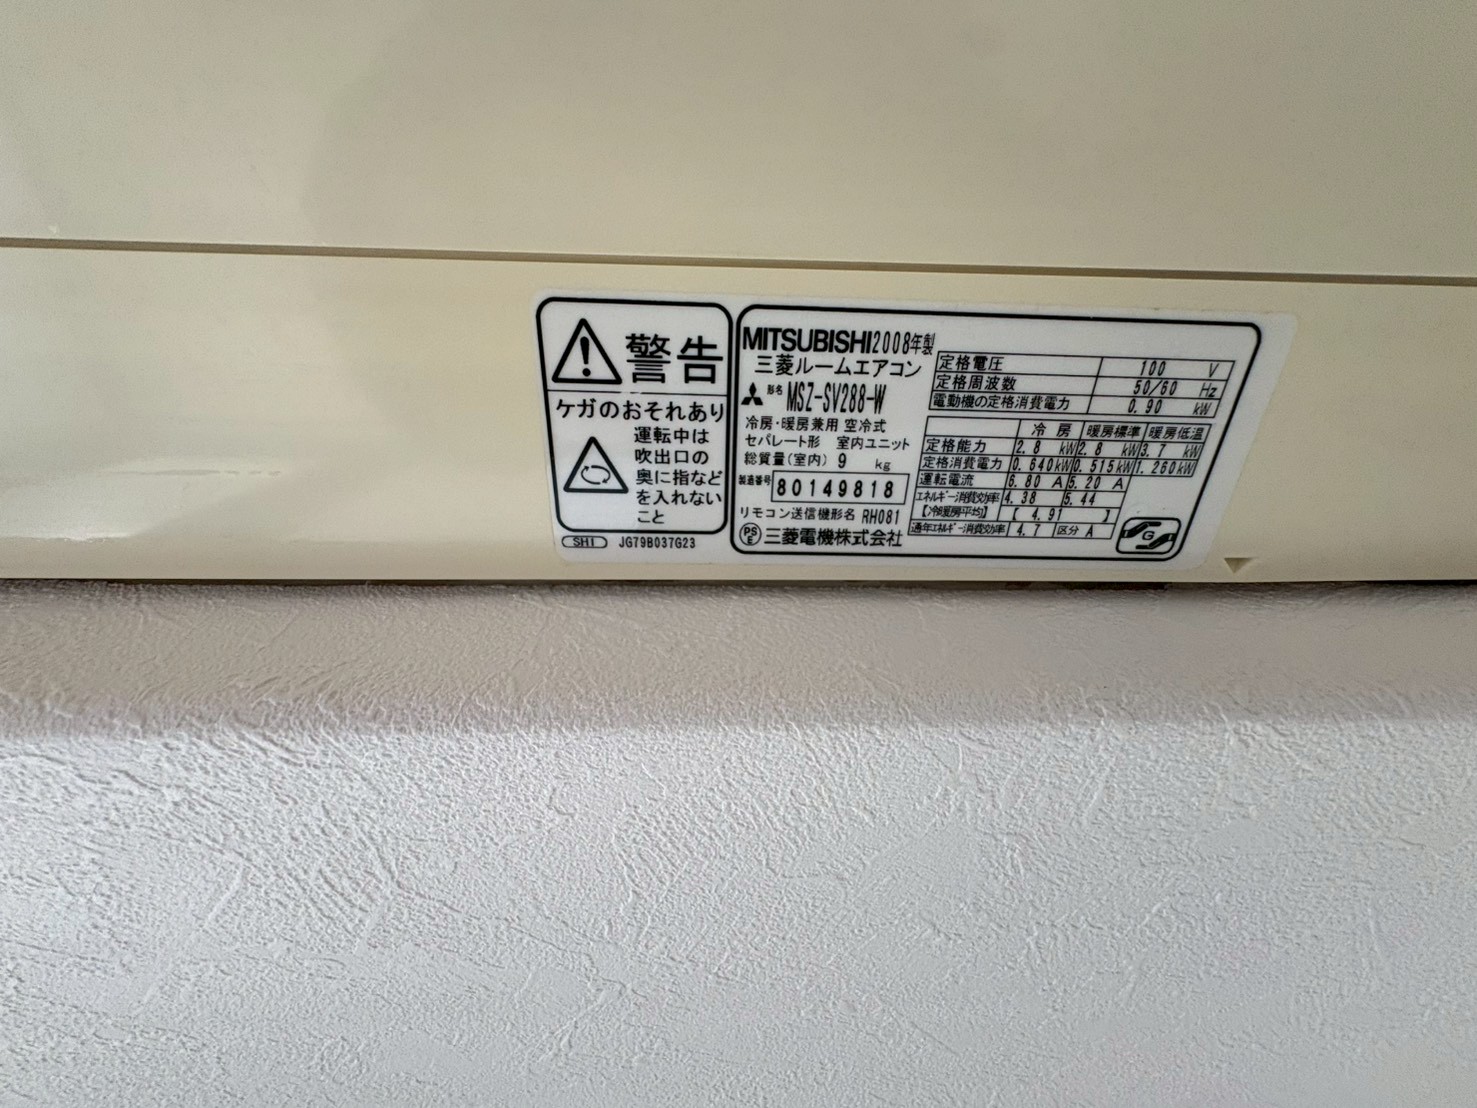 警告
ケガのおそれあり
運転中は
吹出口の
奥に指など
を入れない
こと
SHI JG79B037G23
MITSUBISHI 2008年製
三菱ルームエアコン
形名 MSZ-SV288-W
冷房・暖房兼用 空冷式
セパレート形 室内ユニット
総質量(室内) 9 kg
製造番号 80149818
リモコン送信機形名 RH081
PSE 三菱電機株式会社
定格電圧 100 V
定格周波数 50/60 Hz
電動機の定格消費電力 0.90 kW
冷房 暖房標準 暖房低温
定格能力 2.8 kW 2.8 kW 3.7 kW
定格消費電力 0.640kW 0.515kW 1.260kW
運転電流 6.80 A 5.20 A
エネルギー消費効率 4.38 5.44
【冷暖房平均】 [ 4.91 ]
通年エネルギー消費効率 4.7 区分 A
G